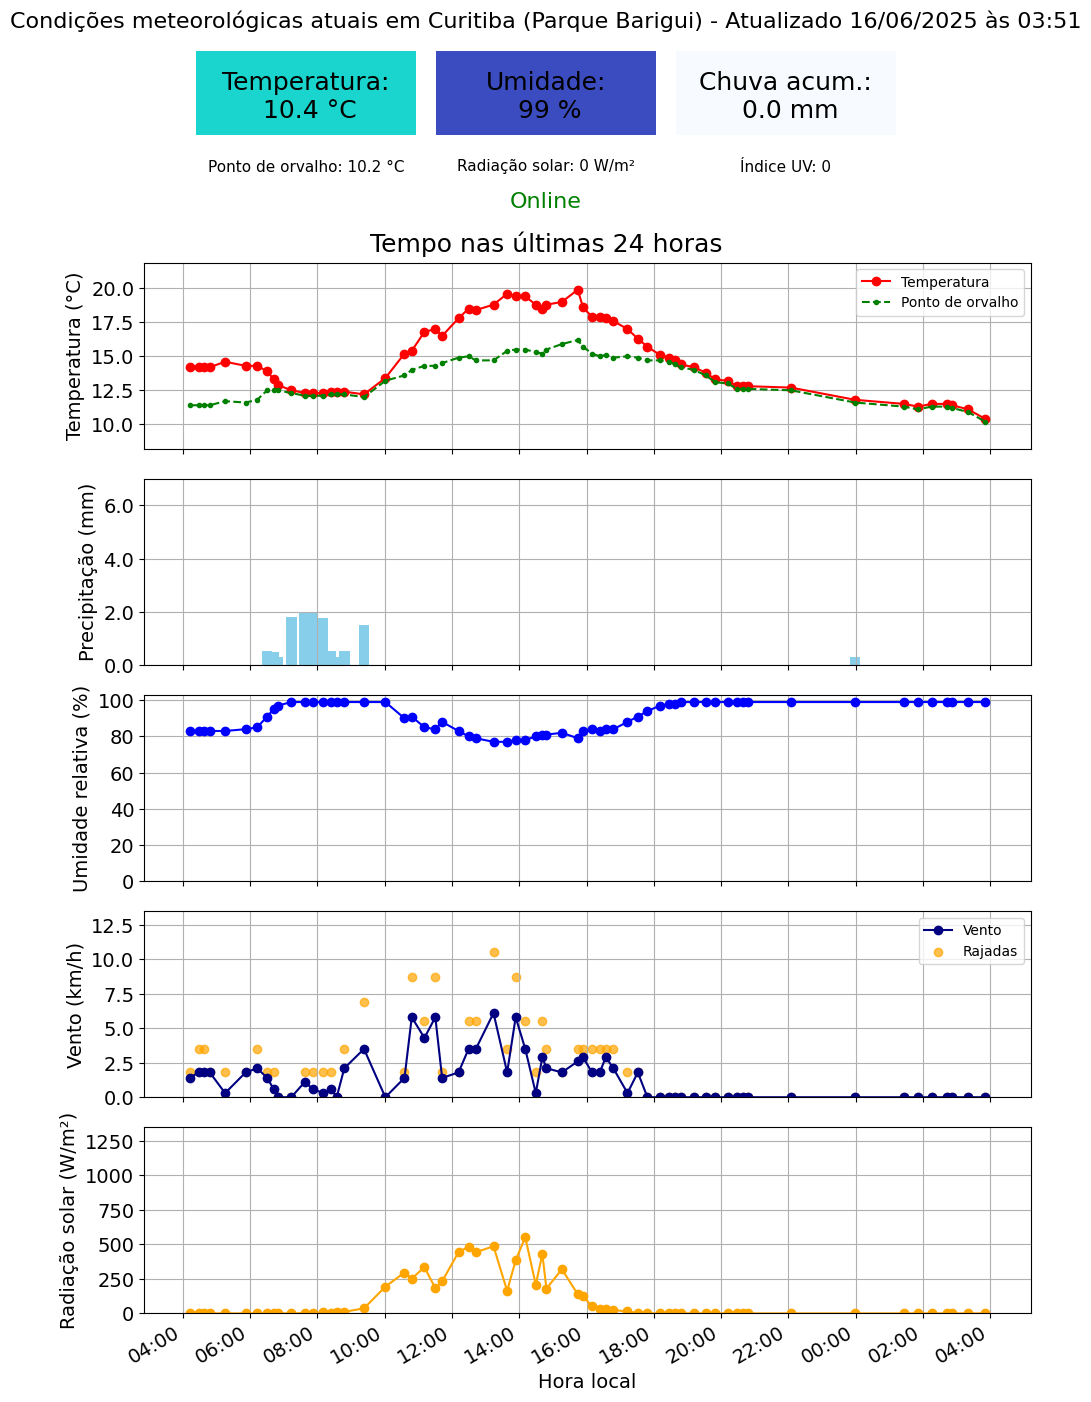 Condições meteorológicas atuais em Curitiba (Parque Barigui) - Atualizado 16/06/2025 às 03:51
Temperatura:
10.4 °C
Umidade:
99 %
Chuva acum.:
0.0 mm
Ponto de orvalho: 10.2 °C
Radiação solar: 0 W/m²
Índice UV: 0
Online
Tempo nas últimas 24 horas
Temperatura (°C)
20.0
17.5
15.0
12.5
10.0
Temperatura
Ponto de orvalho
Precipitação (mm)
6.0
4.0
2.0
0.0
Umidade relativa (%)
100
80
60
40
20
0
Vento (km/h)
12.5
10.0
7.5
5.0
2.5
0.0
Vento
Rajadas
Radiação solar (W/m²)
1250
1000
750
500
250
0
04:00
06:00
08:00
10:00
12:00
14:00
16:00
18:00
20:00
22:00
00:00
02:00
04:00
Hora local